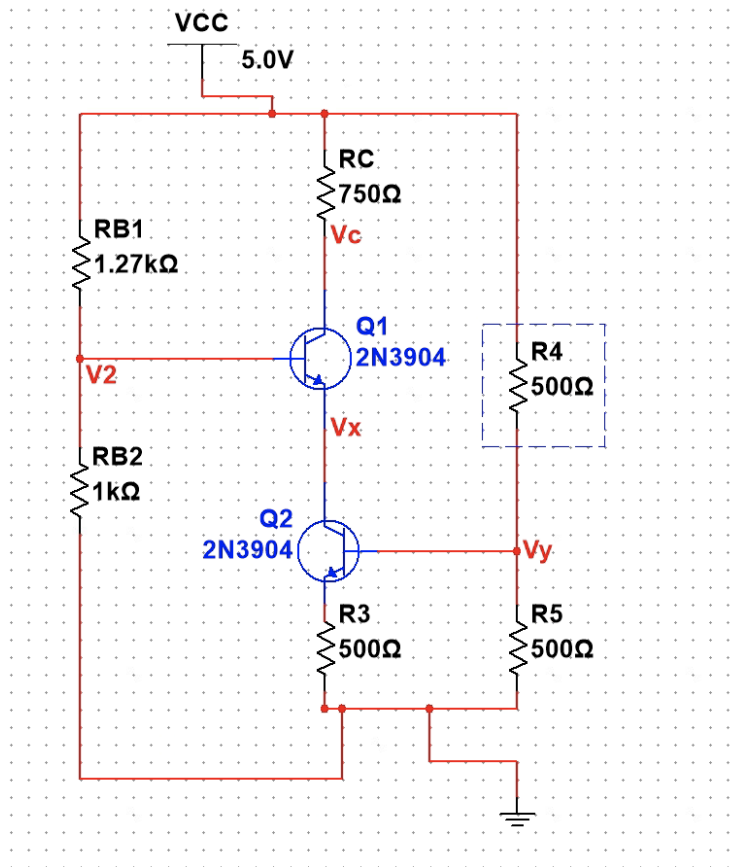 VCC
5.0V
RC
750Ω
Vc
RB1
1.27kΩ
Q1
2N3904
V2
R4
500Ω
Vx
RB2
1kΩ
Q2
2N3904
Vy
R3
500Ω
R5
500Ω